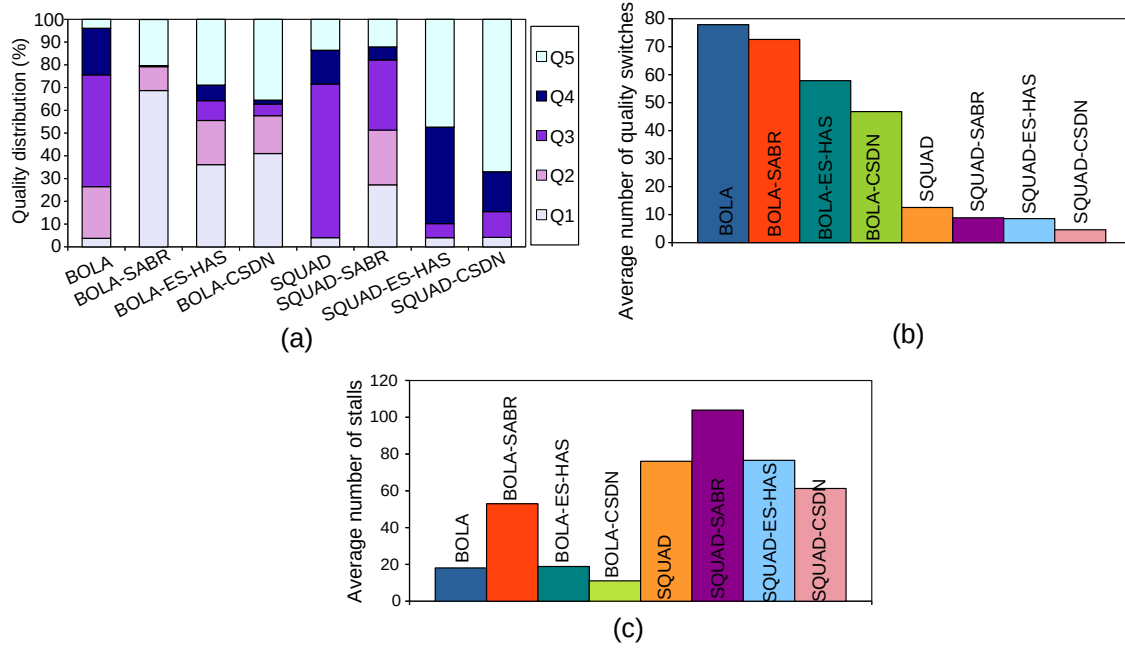 Quality distribution (%)
100
90
80
70
60
50
40
30
20
10
0
BOLA
BOLA-SABR
BOLA-ES-HAS
BOLA-CSDN
SQUAD
SQUAD-SABR
SQUAD-ES-HAS
SQUAD-CSDN
Q5
Q4
Q3
Q2
Q1
(a)
Average number of quality switches
80
70
60
50
40
30
20
10
0
BOLA
BOLA-SABR
BOLA-ES-HAS
BOLA-CSDN
SQUAD
SQUAD-SABR
SQUAD-ES-HAS
SQUAD-CSDN
(b)
Average number of stalls
120
100
80
60
40
20
0
BOLA
BOLA-SABR
BOLA-ES-HAS
BOLA-CSDN
SQUAD
SQUAD-SABR
SQUAD-ES-HAS
SQUAD-CSDN
(c)